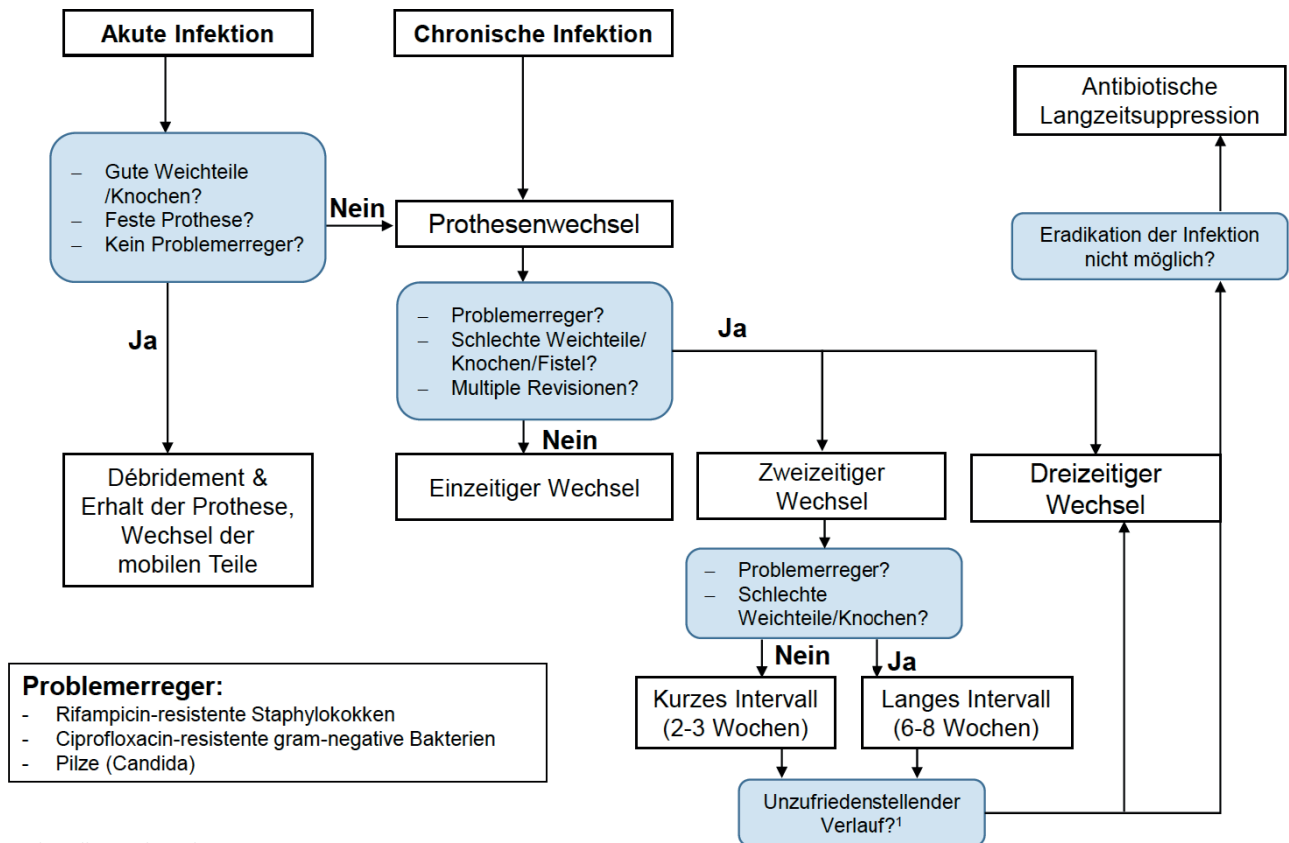 Akute Infektion
Chronische Infektion
Antibiotische
Langzeitsuppression
– Gute Weichteile
/Knochen?
– Feste Prothese?
– Kein Problemerreger?
Nein
Prothesenwechsel
Eradikation der Infektion
nicht möglich?
Ja
– Problemerreger?
– Schlechte Weichteile/
Knochen/Fistel?
– Multiple Revisionen?
Ja
Nein
Débridement &
Erhalt der Prothese,
Wechsel der
mobilen Teile
Einzeitiger Wechsel
Zweizeitiger
Wechsel
Dreizeitiger
Wechsel
– Problemerreger?
– Schlechte
Weichteile/Knochen?
Nein
Ja
Kurzes Intervall
(2-3 Wochen)
Langes Intervall
(6-8 Wochen)
Unzufriedenstellender
Verlauf?¹
Problemerreger:
- Rifampicin-resistente Staphylokokken
- Ciprofloxacin-resistente gram-negative Bakterien
- Pilze (Candida)